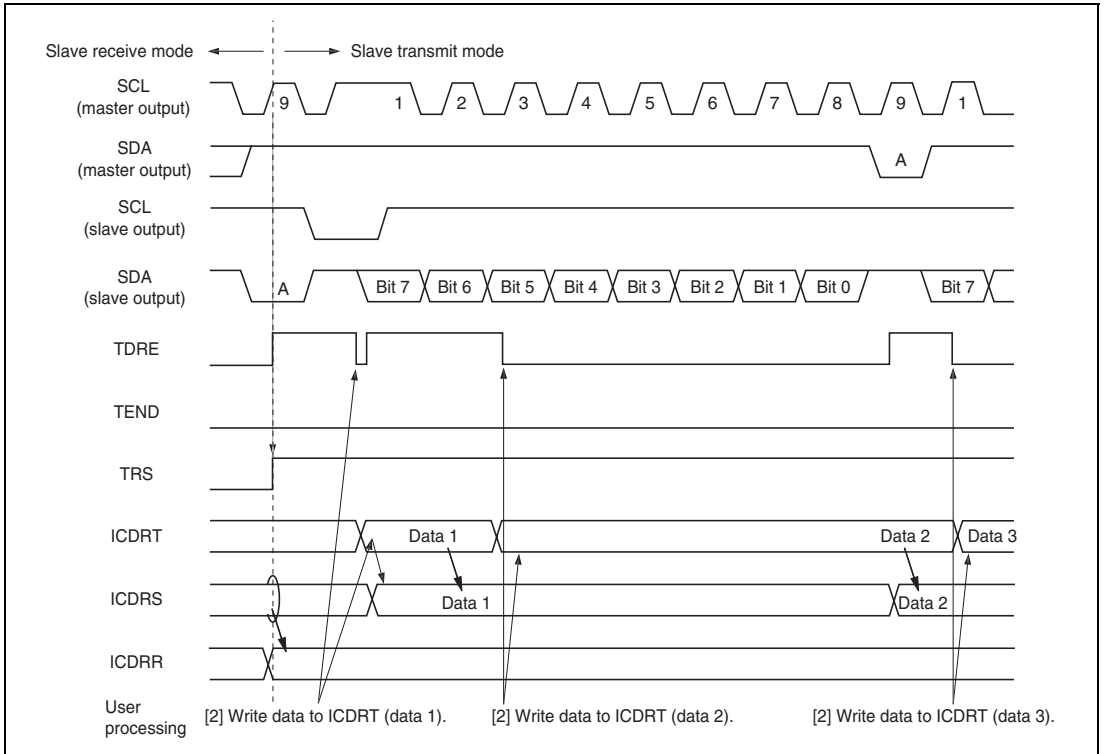 Slave receive mode
Slave transmit mode
SCL
(master output)
9 1 2 3 4 5 6 7 8 9 1
SDA
(master output)
A
SCL
(slave output)
SDA
(slave output)
A Bit 7 Bit 6 Bit 5 Bit 4 Bit 3 Bit 2 Bit 1 Bit 0 Bit 7
TDRE
TEND
TRS
ICDRT
Data 1 Data 2 Data 3
ICDRS
Data 1 Data 2
ICDRR
User
processing
[2] Write data to ICDRT (data 1). [2] Write data to ICDRT (data 2). [2] Write data to ICDRT (data 3).